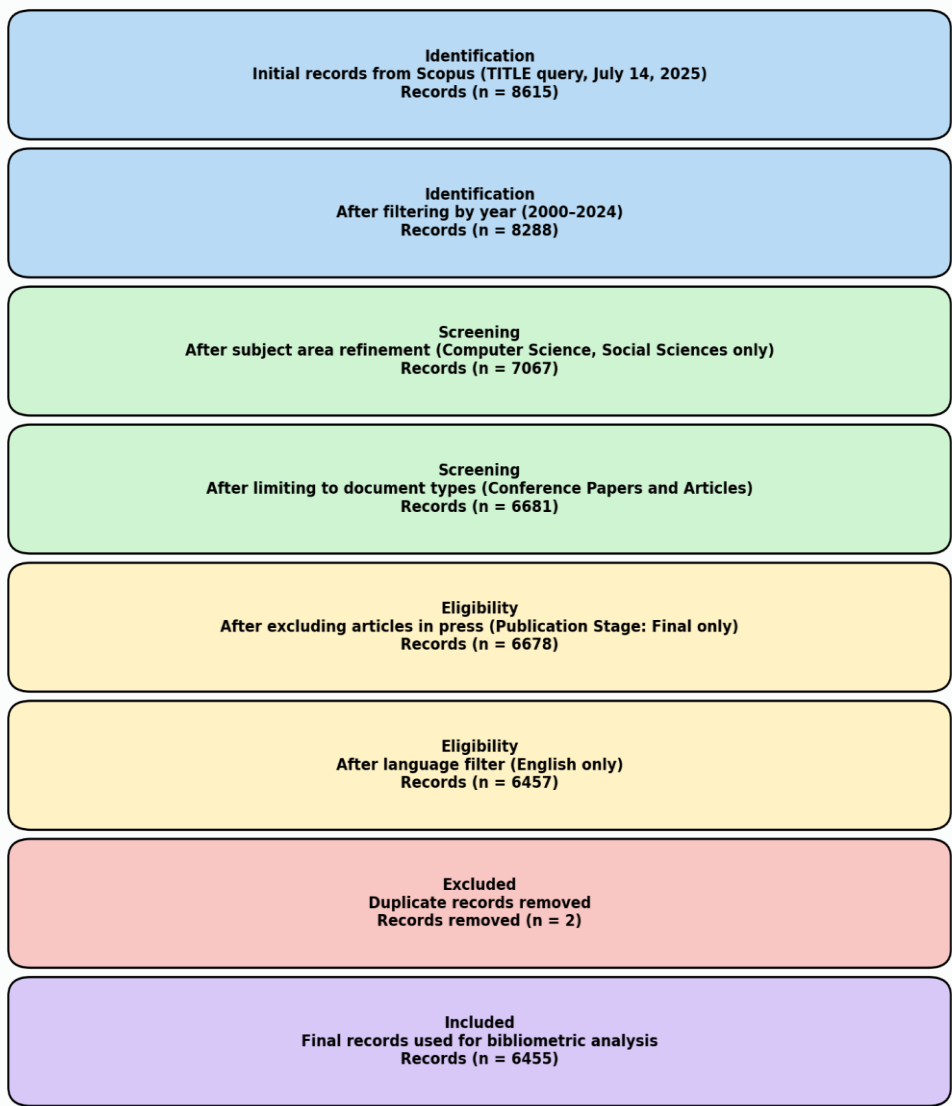 Identification
Initial records from Scopus (TITLE query, July 14, 2025)
Records (n = 8615)
Identification
After filtering by year (2000–2024)
Records (n = 8288)
Screening
After subject area refinement (Computer Science, Social Sciences only)
Records (n = 7067)
Screening
After limiting to document types (Conference Papers and Articles)
Records (n = 6681)
Eligibility
After excluding articles in press (Publication Stage: Final only)
Records (n = 6678)
Eligibility
After language filter (English only)
Records (n = 6457)
Excluded
Duplicate records removed
Records removed (n = 2)
Included
Final records used for bibliometric analysis
Records (n = 6455)